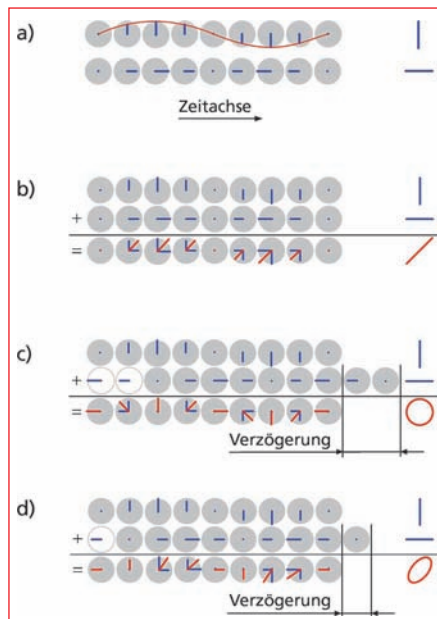 a)
Zeitachse
b)
+
=
c)
+
=
Verzögerung
d)
+
=
Verzögerung